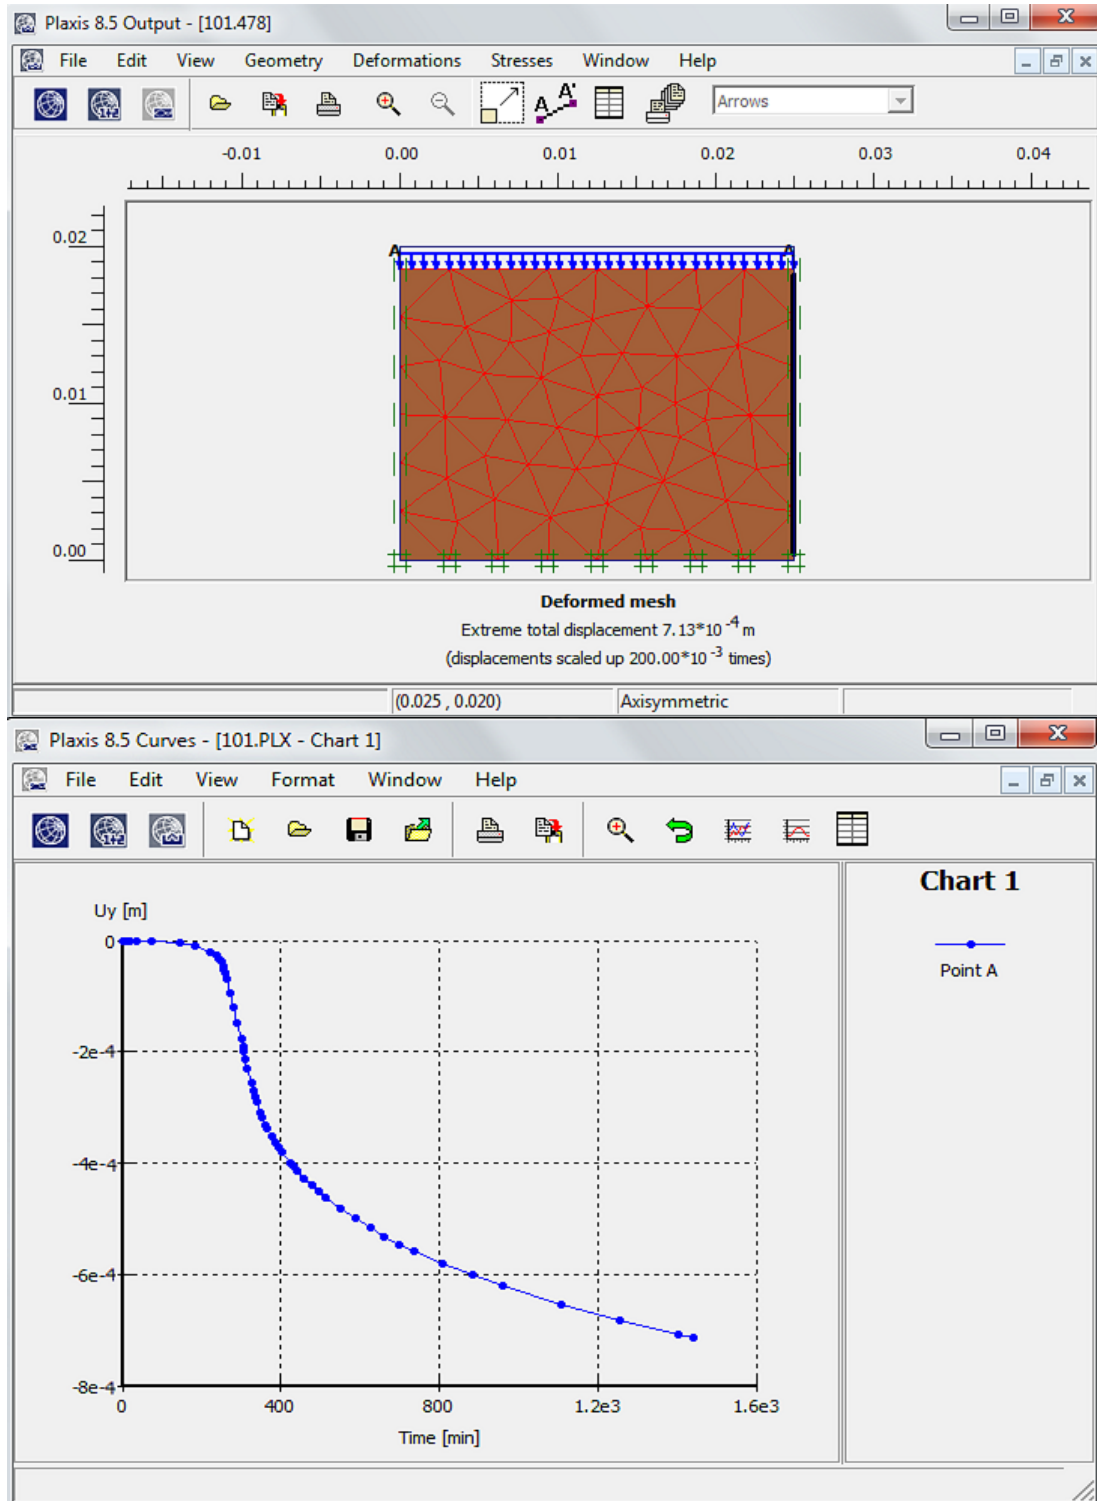 Plaxis 8.5 Output - [101.478]
File Edit View Geometry Deformations Stresses Window Help
1+2 A A' Arrows
-0.01 0.00 0.01 0.02 0.03 0.04
0.02
A A
0.01
0.00
Deformed mesh
Extreme total displacement 7.13*10 -4 m
(displacements scaled up 200.00*10 -3 times)
(0.025 , 0.020) Axisymmetric
Plaxis 8.5 Curves - [101.PLX - Chart 1]
File Edit View Format Window Help
1+2
Chart 1
Uy [m]
0
Point A
-2e-4
-4e-4
-6e-4
-8e-4
0 400 800 1.2e3 1.6e3
Time [min]